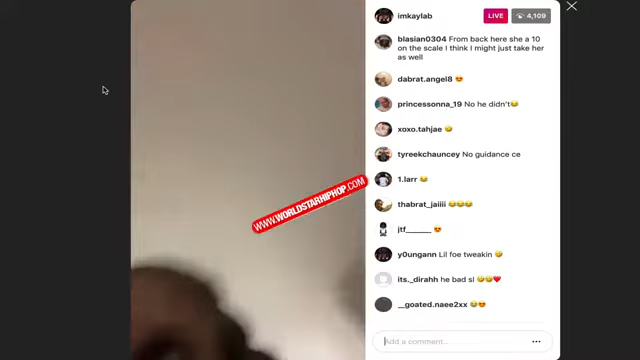 imkaylab LIVE 4,109
blasian0304 From back here she a 10
on the scale I think I might just take her
as well
dabrat.angel8 😍
princessonna_19 No he didn't😂
xoxo.tahjae 🤣
tyreekchauncey No guidance ce
WWW.WORLDSTARHIPHOP.COM
1.larr 😂
thabrat_jaiiii 😂😂😂
jtf______ 😍
y0ungann Lil foe tweakin 🤣
its._dirahh he bad sl 🤣🤣❤️
__goated.naee2xx 😂😍
Add a comment...